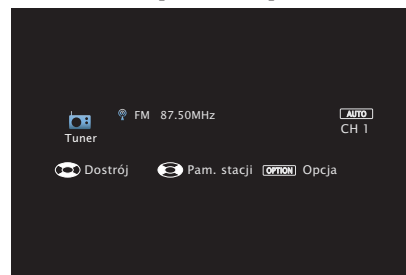 FM 87.50MHz
AUTO
CH 1
Tuner
Dostrój Pam. stacji OPTION Opcja